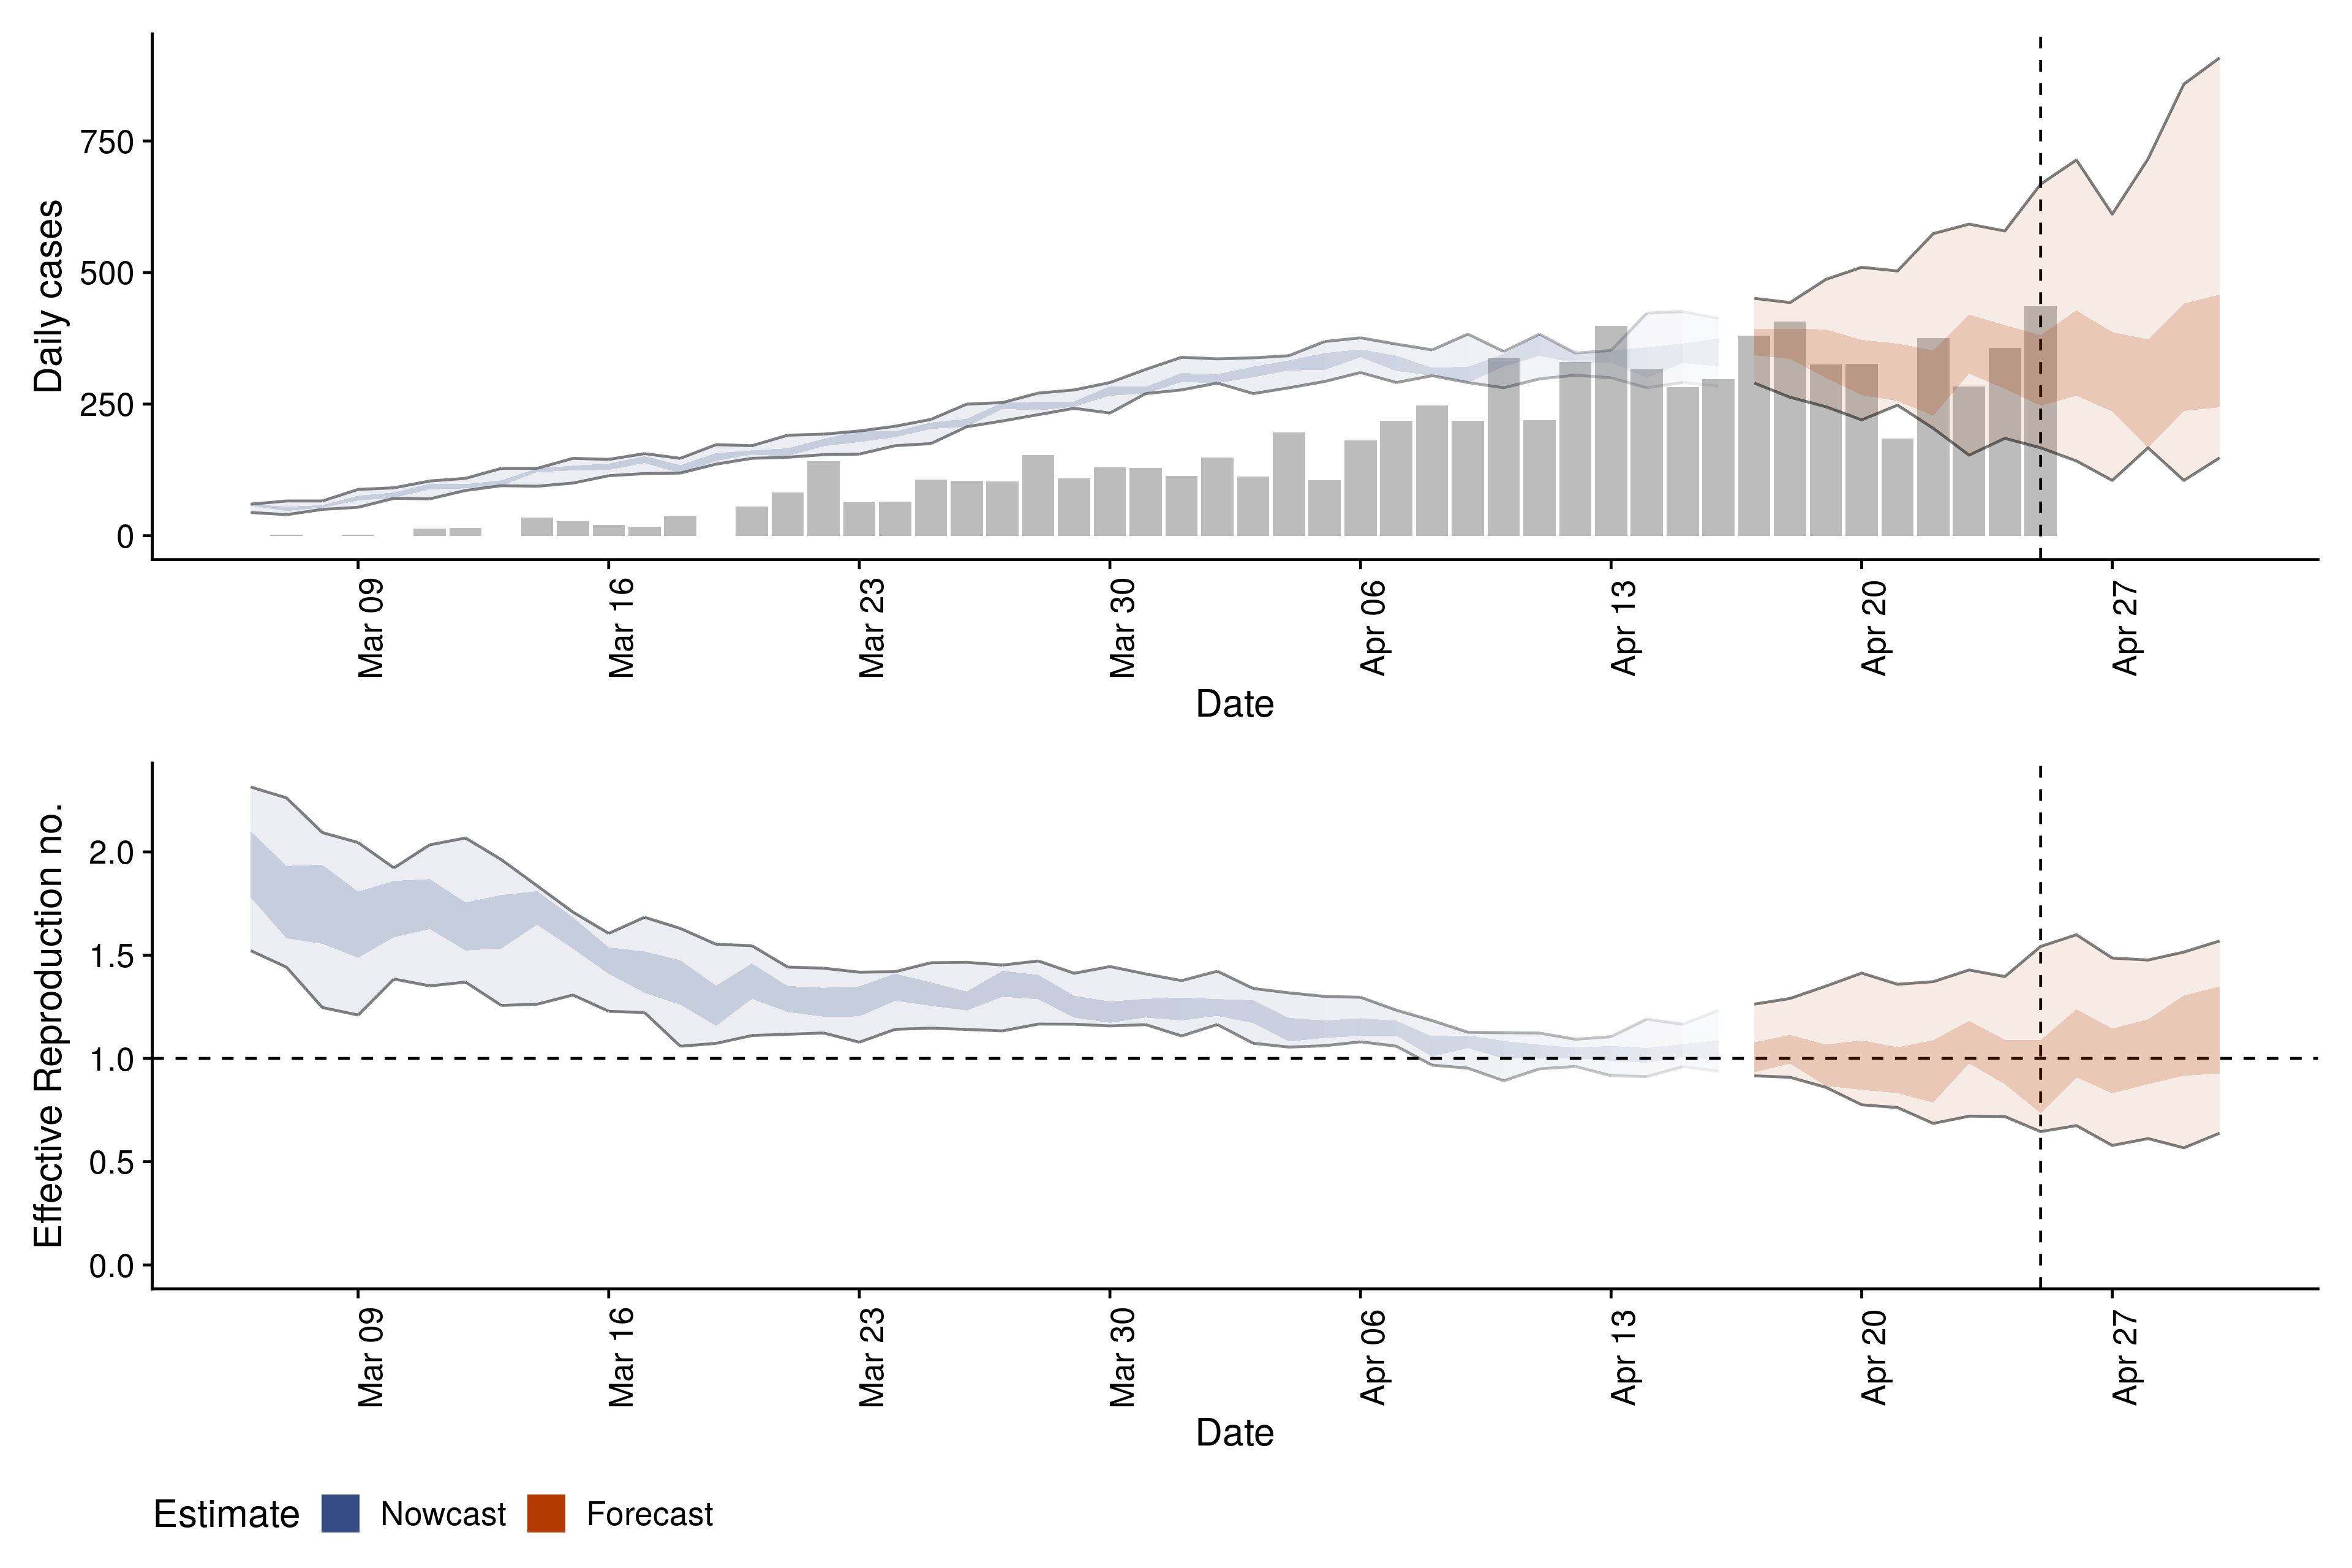 Daily cases
750
500
250
0
Mar 09
Mar 16
Mar 23
Mar 30
Apr 06
Apr 13
Apr 20
Apr 27
Date
Effective Reproduction no.
2.0
1.5
1.0
0.5
0.0
Mar 09
Mar 16
Mar 23
Mar 30
Apr 06
Apr 13
Apr 20
Apr 27
Date
Estimate Nowcast Forecast